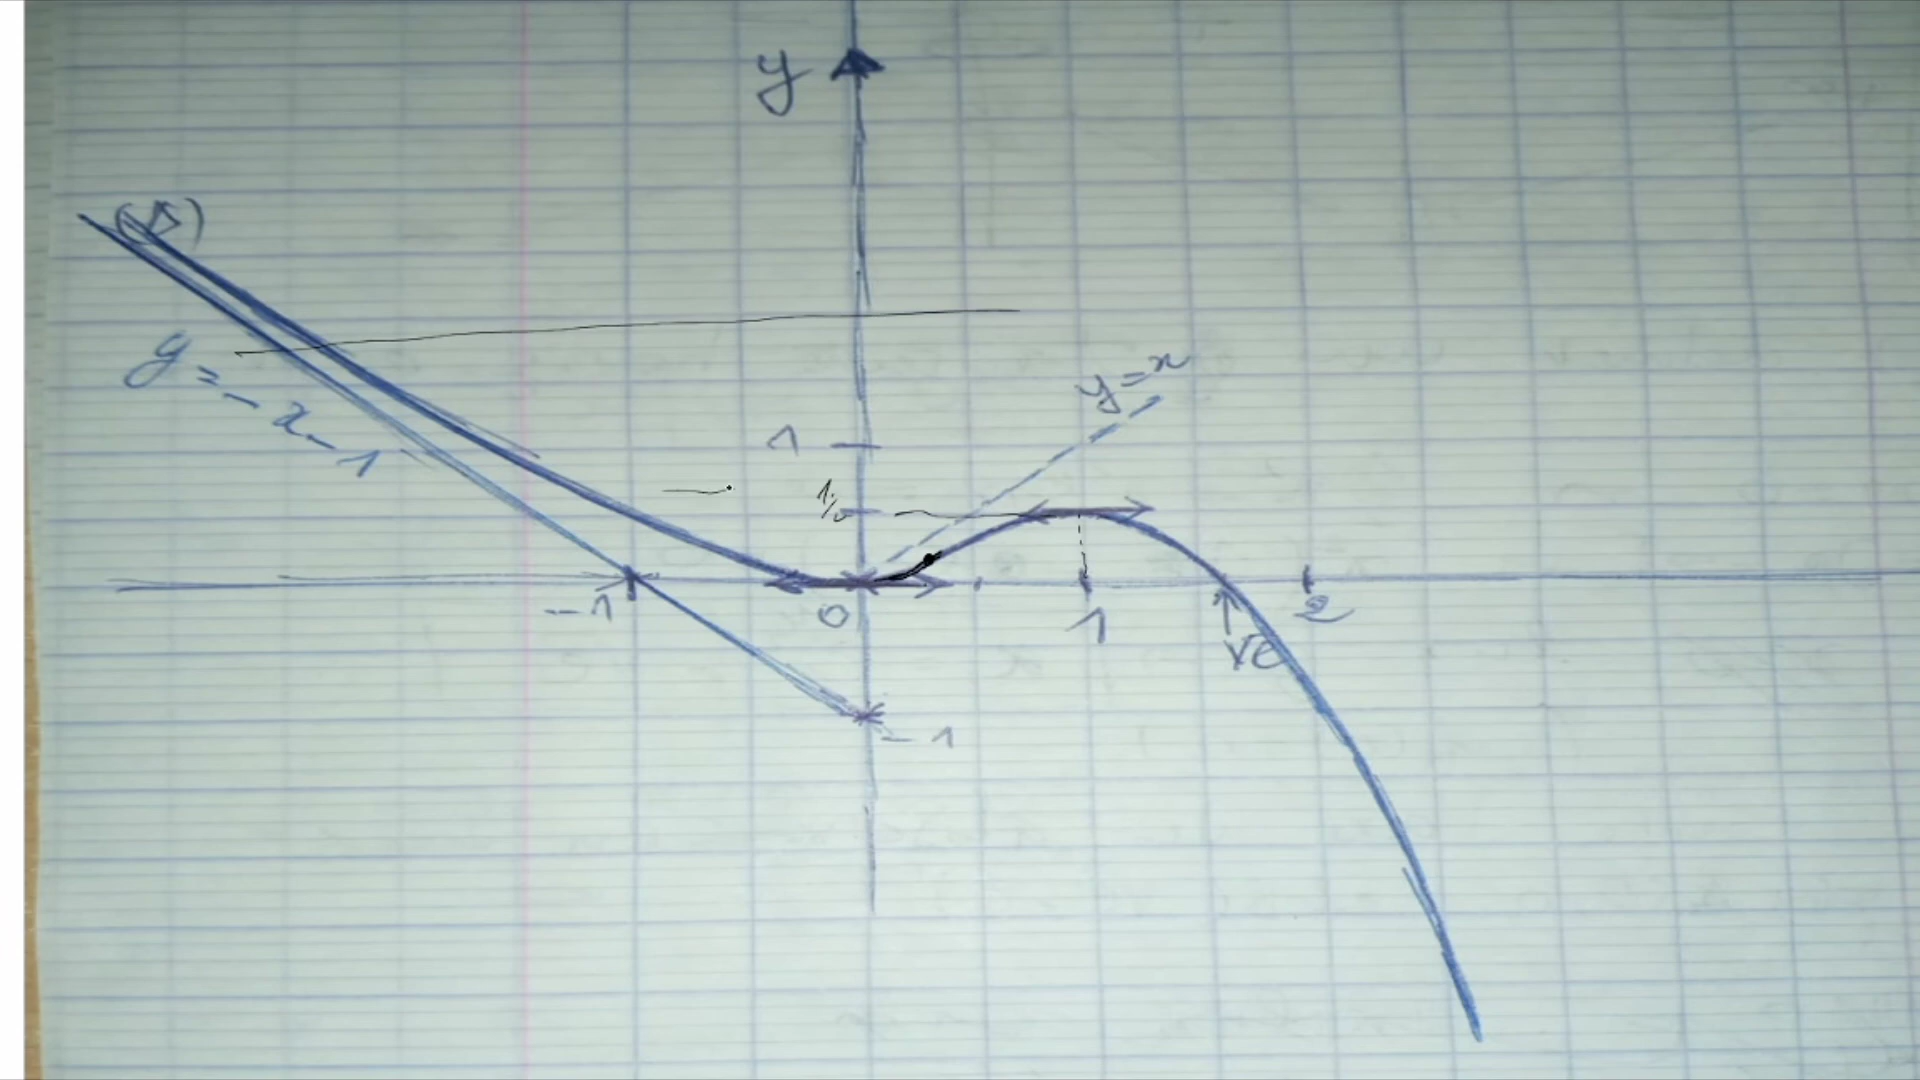 y
(Δ)
y = -x-1
y=x
1
1/2
-1
0
1
√e
2
-1